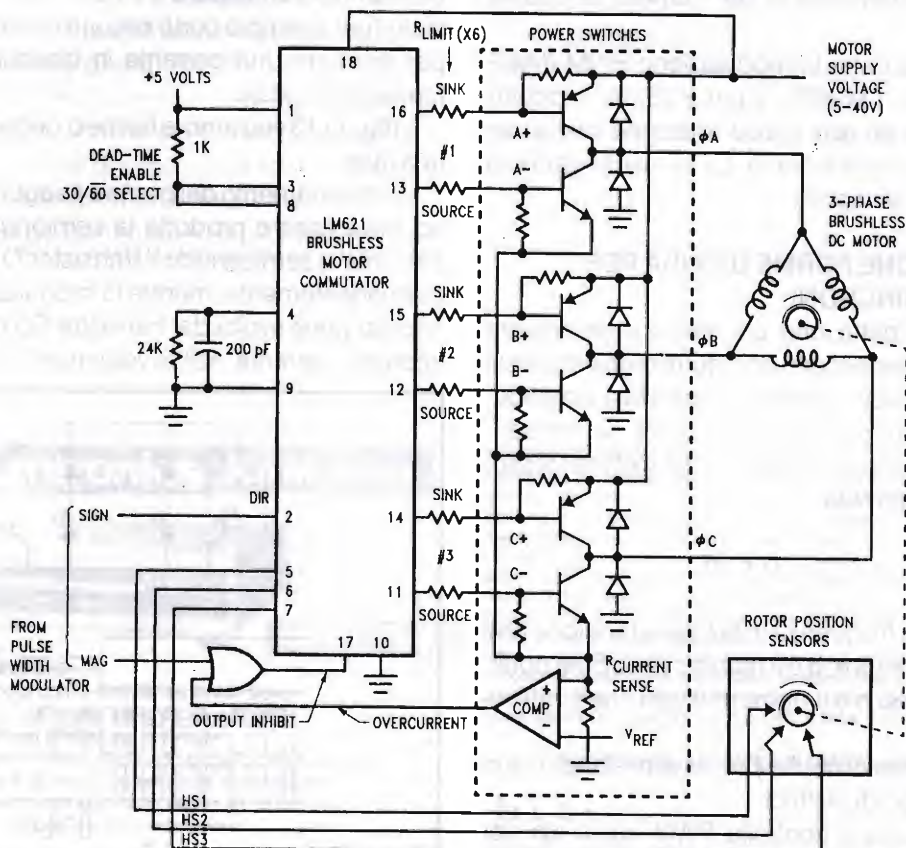 RLIMIT (X6)
POWER SWITCHES
MOTOR
SUPPLY
VOLTAGE
(5-40V)
+5 VOLTS
18
SINK
16
1K
A+
ϕA
DEAD-TIME
ENABLE
30/60 SELECT
3
8
#1
A-
13
SOURCE
3-PHASE
BRUSHLESS
DC MOTOR
LM621
BRUSHLESS
MOTOR
COMMUTATOR
SINK
15
B+
ϕB
4
24K
200 pF
9
#2
B-
12
SOURCE
DIR
SINK
SIGN
2
14
C+
ϕC
5
6
7
#3
C-
11
SOURCE
ROTOR POSITION
SENSORS
FROM
PULSE
WIDTH
MODULATOR
MAG
17
10
RCURRENT
SENSE
+
COMP
-
VREF
OUTPUT INHIBIT
OVERCURRENT
HS1
HS2
HS3